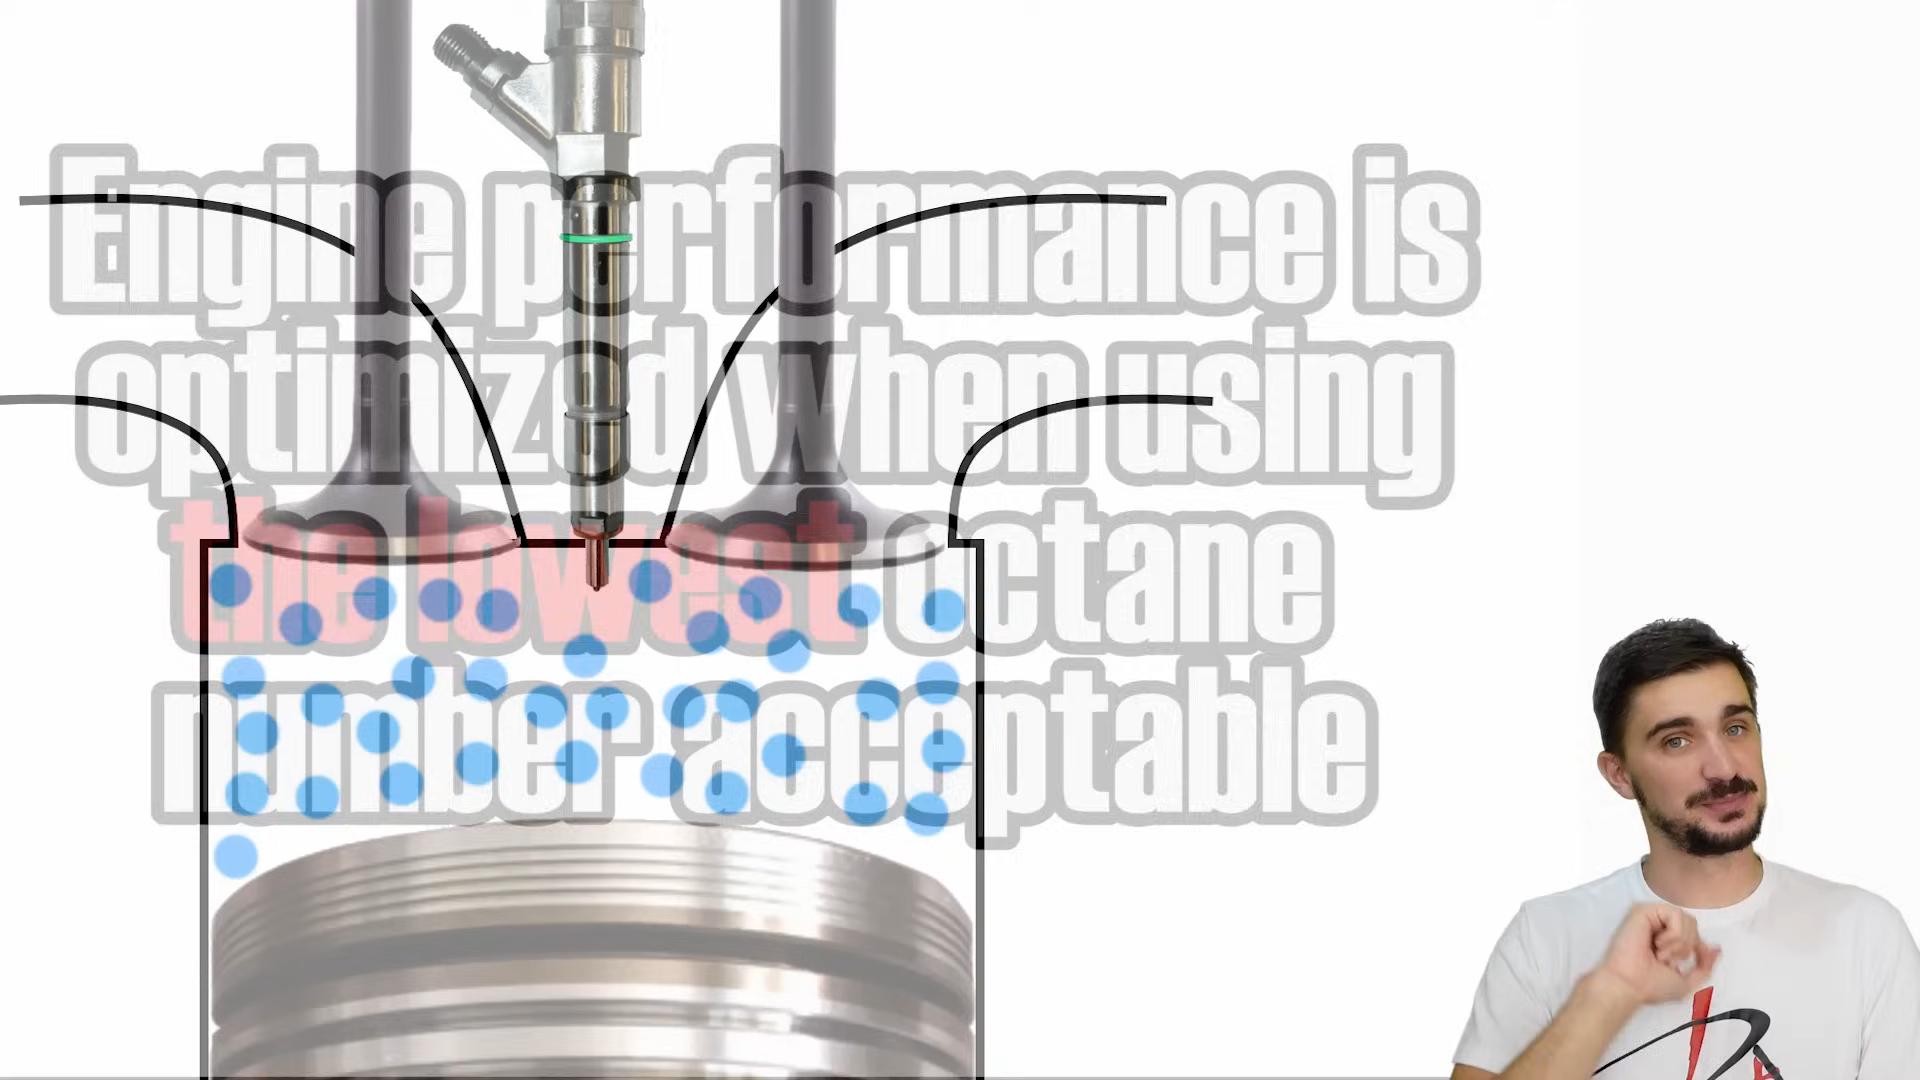 Engine performance is
optimized when using
the lowest octane
number acceptable